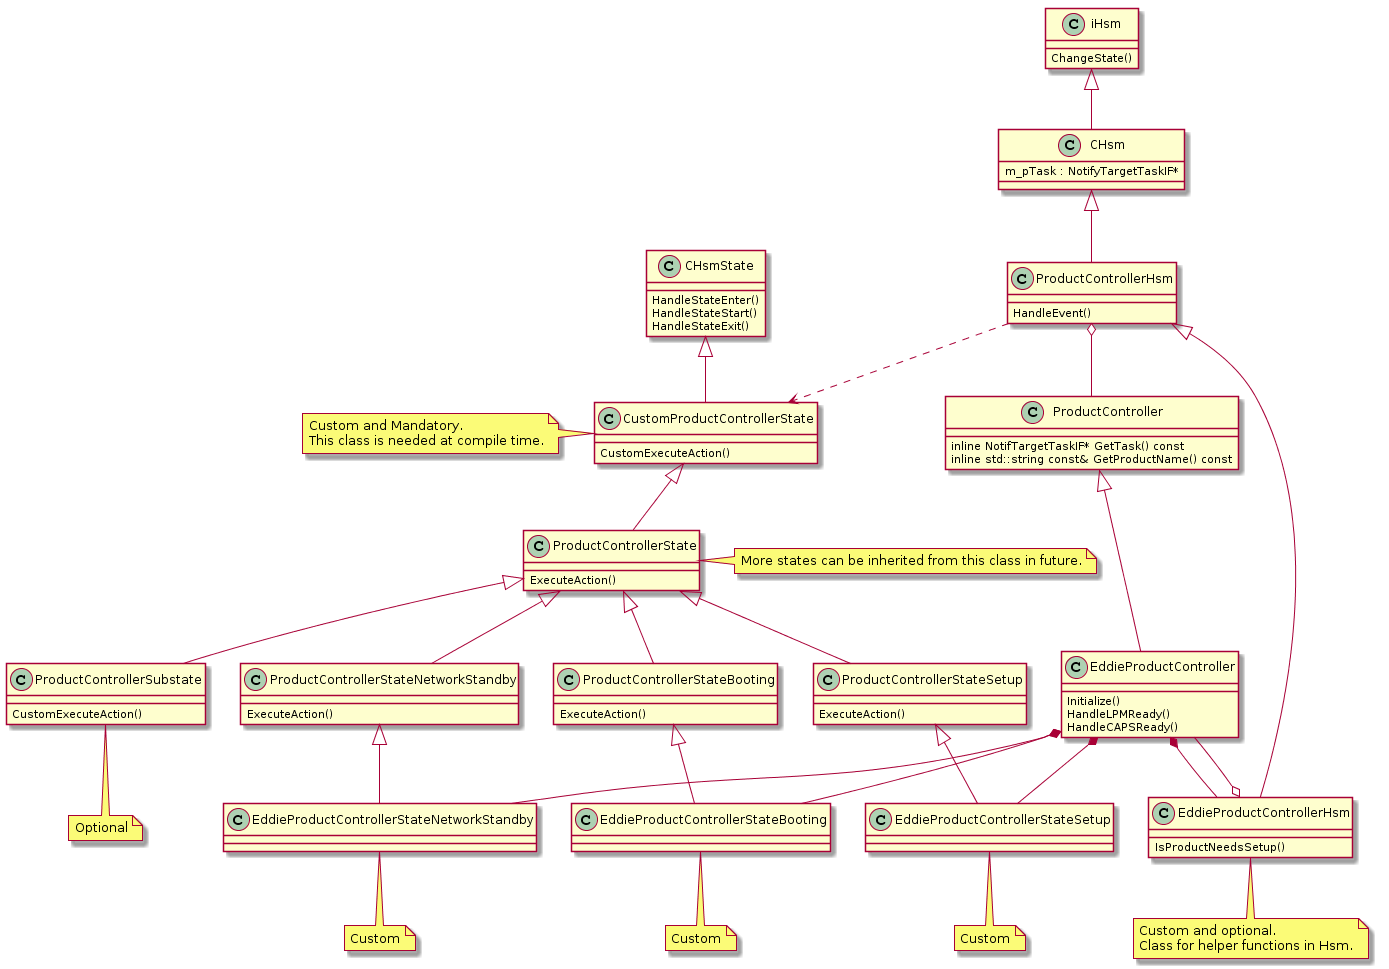 C iHsm
ChangeState()
C CHsm
m_pTask : NotifyTargetTaskIF*
C CHsmState
HandleStateEnter()
HandleStateStart()
HandleStateExit()
C ProductControllerHsm
HandleEvent()
Custom and Mandatory.
This class is needed at compile time.
C CustomProductControllerState
CustomExecuteAction()
C ProductController
inline NotifTargetTaskIF* GetTask() const
inline std::string const& GetProductName() const
C ProductControllerState
ExecuteAction()
More states can be inherited from this class in future.
C ProductControllerSubstate
CustomExecuteAction()
C ProductControllerStateNetworkStandby
ExecuteAction()
C ProductControllerStateBooting
ExecuteAction()
C ProductControllerStateSetup
ExecuteAction()
C EddieProductController
Initialize()
HandleLPMReady()
HandleCAPSReady()
Optional
C EddieProductControllerStateNetworkStandby
C EddieProductControllerStateBooting
C EddieProductControllerStateSetup
C EddieProductControllerHsm
IsProductNeedsSetup()
Custom
Custom
Custom
Custom and optional.
Class for helper functions in Hsm.